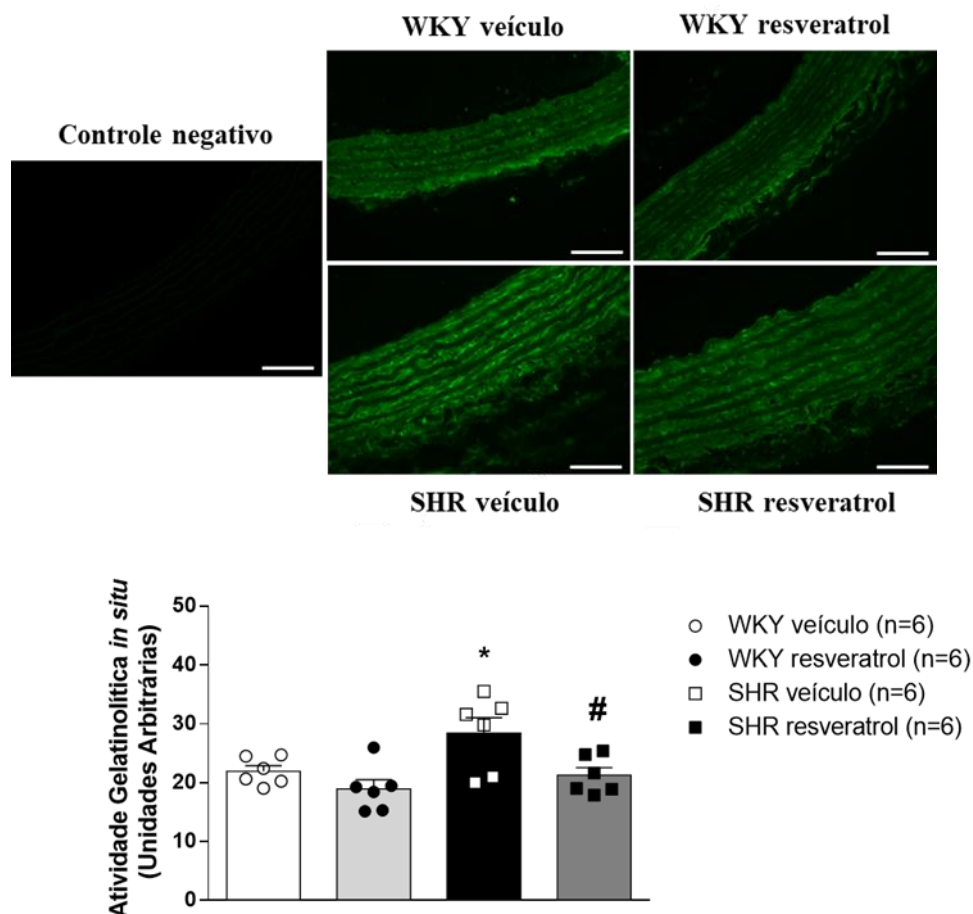 WKY veículo
WKY resveratrol
Controle negativo
SHR veículo
SHR resveratrol
Atividade Gelatinolítica in situ
(Unidades Arbitrárias)
50
40
30
20
10
0
*
#
WKY veículo (n=6)
WKY resveratrol (n=6)
SHR veículo (n=6)
SHR resveratrol (n=6)